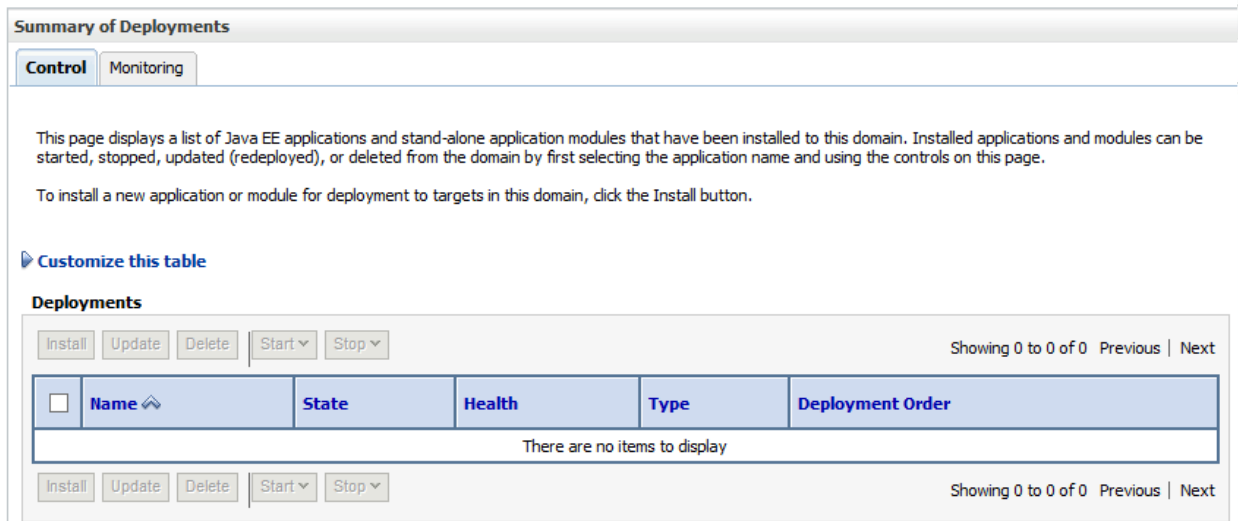 Summary of Deployments
Control Monitoring
This page displays a list of Java EE applications and stand-alone application modules that have been installed to this domain. Installed applications and modules can be
started, stopped, updated (redeployed), or deleted from the domain by first selecting the application name and using the controls on this page.
To install a new application or module for deployment to targets in this domain, click the Install button.
Customize this table
Deployments
Install Update Delete Start Stop Showing 0 to 0 of 0 Previous | Next
Name State Health Type Deployment Order
There are no items to display
Install Update Delete Start Stop Showing 0 to 0 of 0 Previous | Next